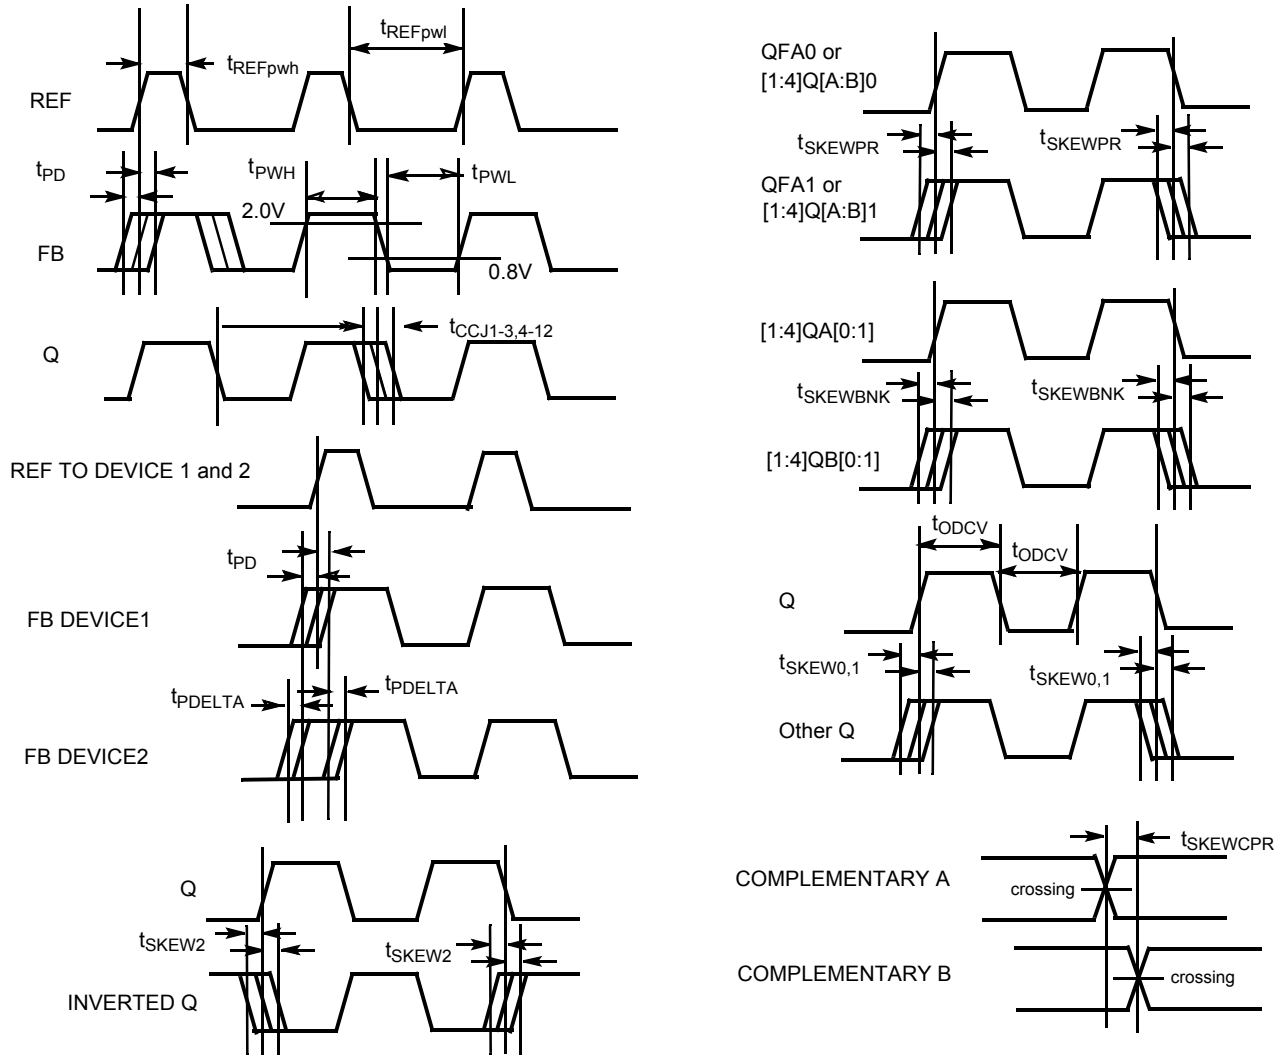 tREFpwh
tREFpwl
REF
tPD
tPWH
tPWL
2.0V
FB
0.8V
tCCJ1-3,4-12
Q
REF TO DEVICE 1 and 2
tPD
FB DEVICE1
tPDELTA
tPDELTA
FB DEVICE2
Q
tSKEW2
tSKEW2
INVERTED Q
QFA0 or
[1:4]Q[A:B]0
tSKEWPR
tSKEWPR
QFA1 or
[1:4]Q[A:B]1
[1:4]QA[0:1]
tSKEWBNK
tSKEWBNK
[1:4]QB[0:1]
tODCV
tODCV
Q
tSKEW0,1
tSKEW0,1
Other Q
tSKEWCPR
COMPLEMENTARY A
crossing
COMPLEMENTARY B
crossing